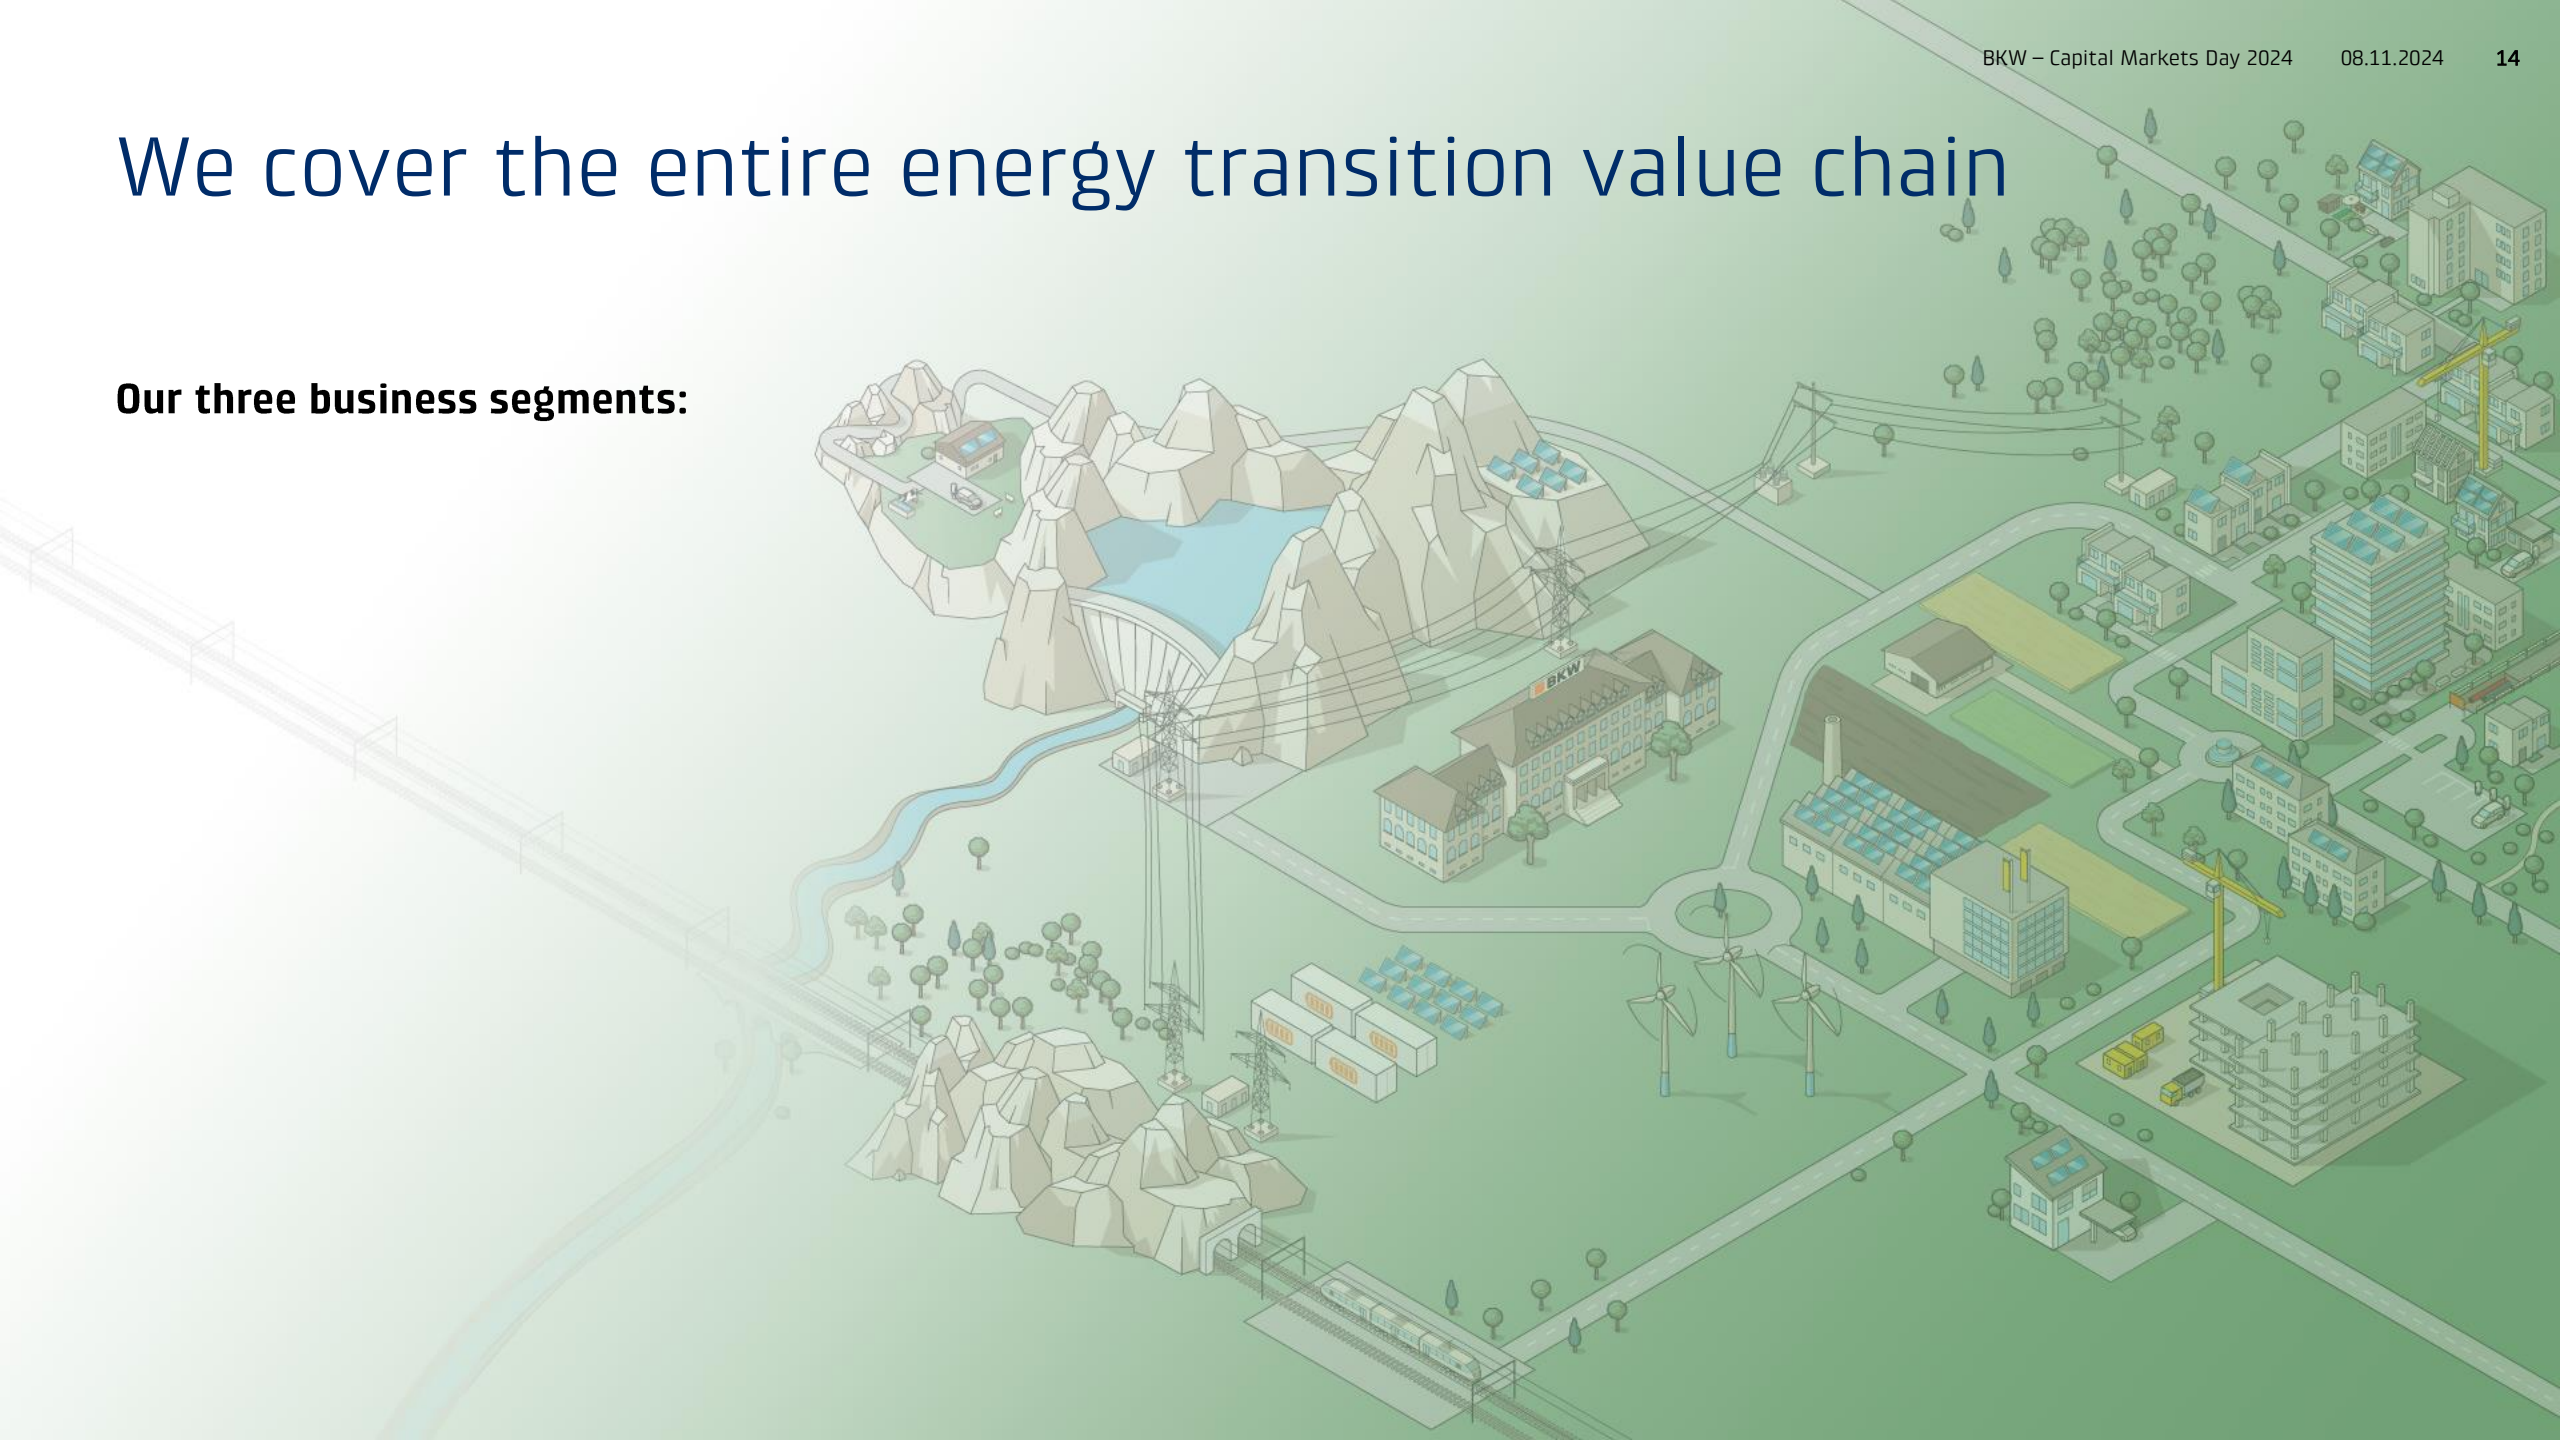 BKW – Capital Markets Day 2024 08.11.2024 14
We cover the entire energy transition value chain
Our three business segments:
BKW